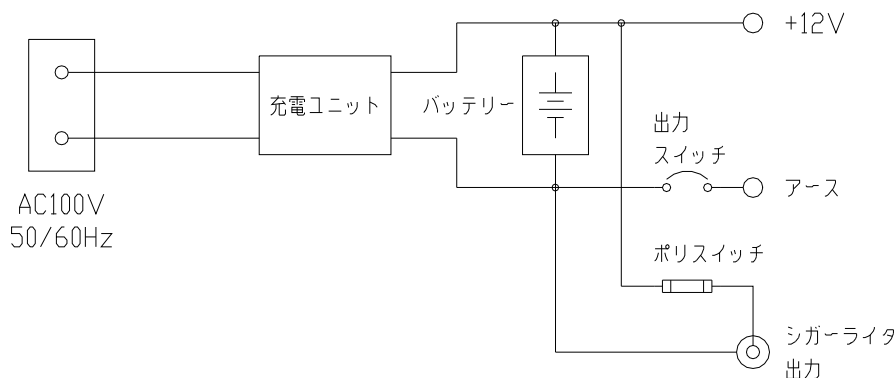 +12V
充電ユニット
バッテリー
出力
スイッチ
アース
AC100V
50/60Hz
ポリスイッチ
シガーライタ
出力